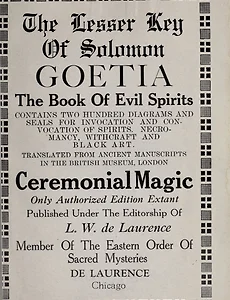 The Lesser Key
Of Solomon
GOETIA
The Book Of Evil Spirits
CONTAINS TWO HUNDRED DIAGRAMS AND
SEALS FOR INVOCATION AND CON-
VOCATION OF SPIRITS. NECRO-
MANCY, WITHCRAFT AND
BLACK ART.
TRANSLATED FROM ANCIENT MANUSCRIPTS
IN THE BRITISH MUSEUM, LONDON
Ceremonial Magic
Only Authorized Edition Extant
Published Under The Editorship Of
L. W. de Laurence
Member Of The Eastern Order Of
Sacred Mysteries
DE LAURENCE
Chicago